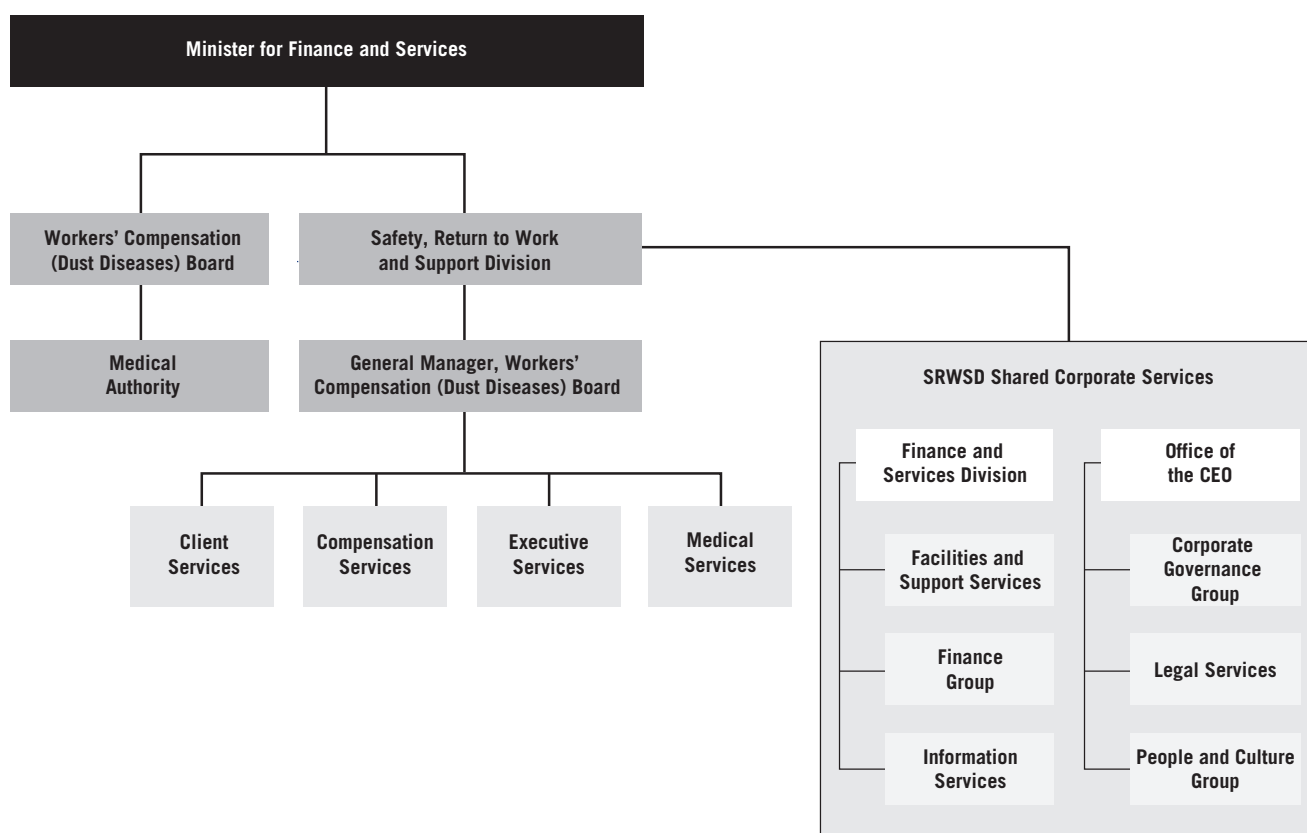 Minister for Finance and Services
Workers’ Compensation
(Dust Diseases) Board
Safety, Return to Work
and Support Division
Medical
Authority
General Manager, Workers’
Compensation (Dust Diseases) Board
Client
Services
Compensation
Services
Executive
Services
Medical
Services
SRWSD Shared Corporate Services
Finance and
Services Division
Facilities and
Support Services
Finance
Group
Information
Services
Office of
the CEO
Corporate
Governance
Group
Legal Services
People and Culture
Group